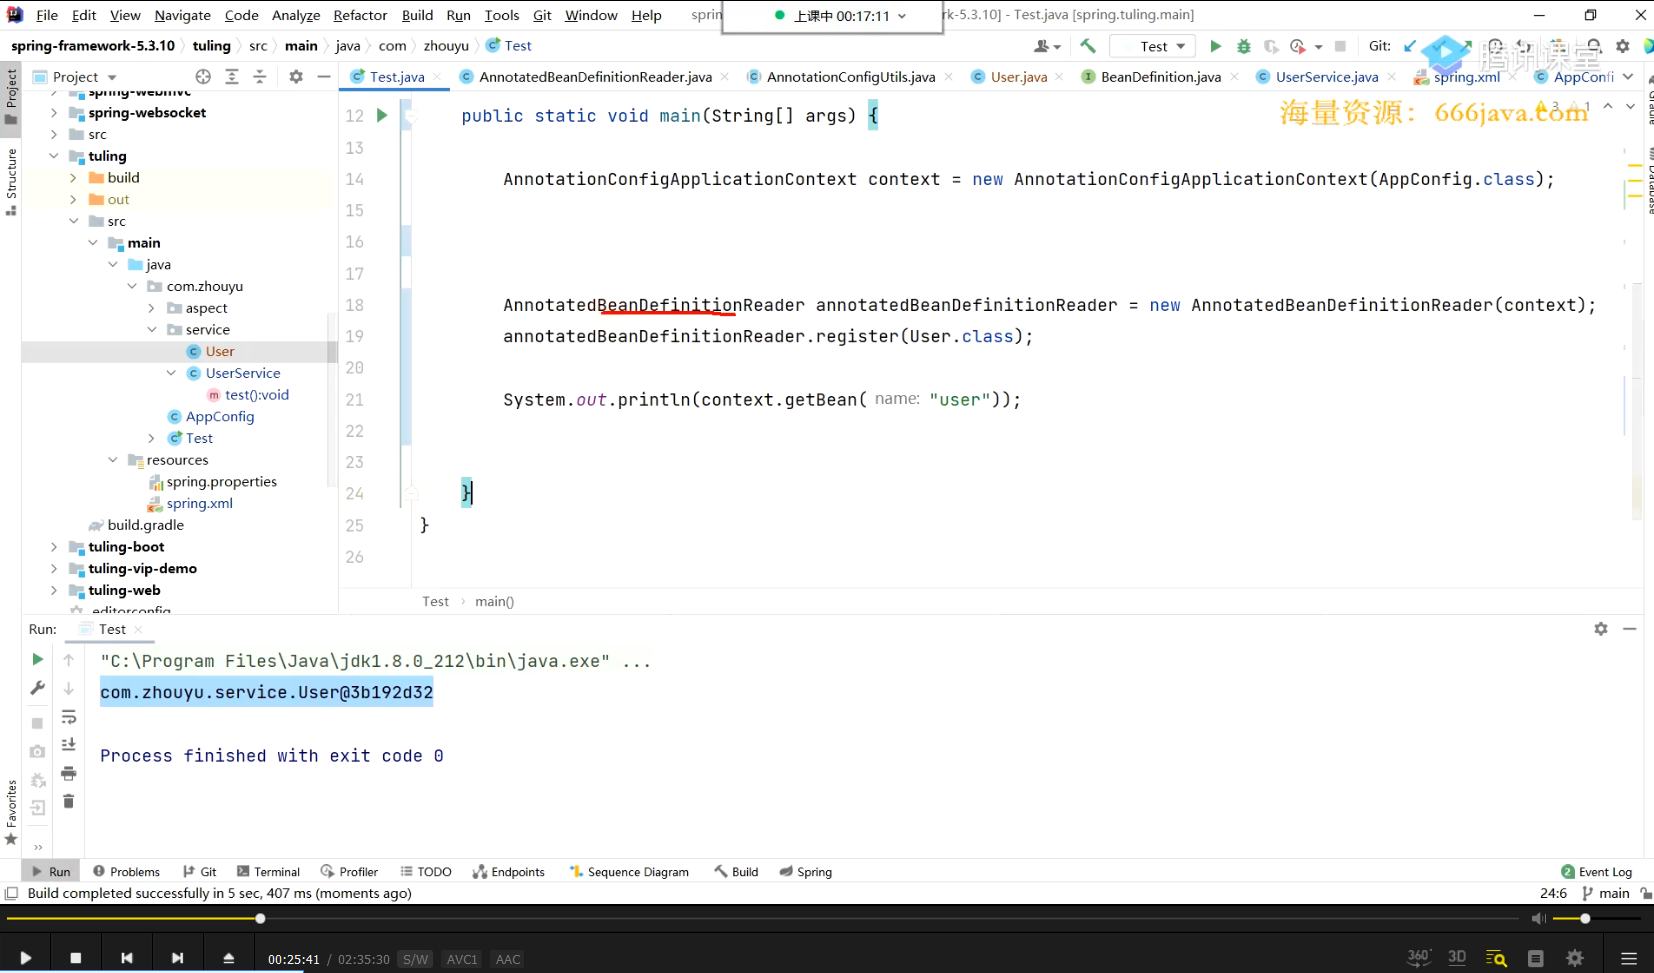 File Edit View Navigate Code Analyze Refactor Build Run Tools Git Window Help sprin 上课中 00:17:11 rk-5.3.10] - Test.java [spring.tuling.main]
spring-framework-5.3.10 tuling src main java com zhouyu Test Test Git: 腾讯课堂
Project Test.java AnnotatedBeanDefinitionReader.java AnnotationConfigUtils.java User.java BeanDefinition.java UserService.java spring.xml AppConfi
海量资源：666java.com 3 1
Project
Structure
Favorites
Database
spring-webmvc
spring-websocket
src
tuling
build
out
src
main
java
com.zhouyu
aspect
service
User
UserService
test():void
AppConfig
Test
resources
spring.properties
spring.xml
build.gradle
tuling-boot
tuling-vip-demo
tuling-web
.editorconfig
12 public static void main(String[] args) {
13
14 AnnotationConfigApplicationContext context = new AnnotationConfigApplicationContext(AppConfig.class);
15
16
17
18 AnnotatedBeanDefinitionReader annotatedBeanDefinitionReader = new AnnotatedBeanDefinitionReader(context);
19 annotatedBeanDefinitionReader.register(User.class);
20
21 System.out.println(context.getBean( name: "user"));
22
23
24 }
25 }
26
Test main()
Run: Test
"C:\Program Files\Java\jdk1.8.0_212\bin\java.exe" ...
com.zhouyu.service.User@3b192d32
Process finished with exit code 0
Run Problems Git Terminal Profiler TODO Endpoints Sequence Diagram Build Spring 2 Event Log
Build completed successfully in 5 sec, 407 ms (moments ago) 24:6 main
00:25:41 / 02:35:30 S/W AVC1 AAC 360° 3D